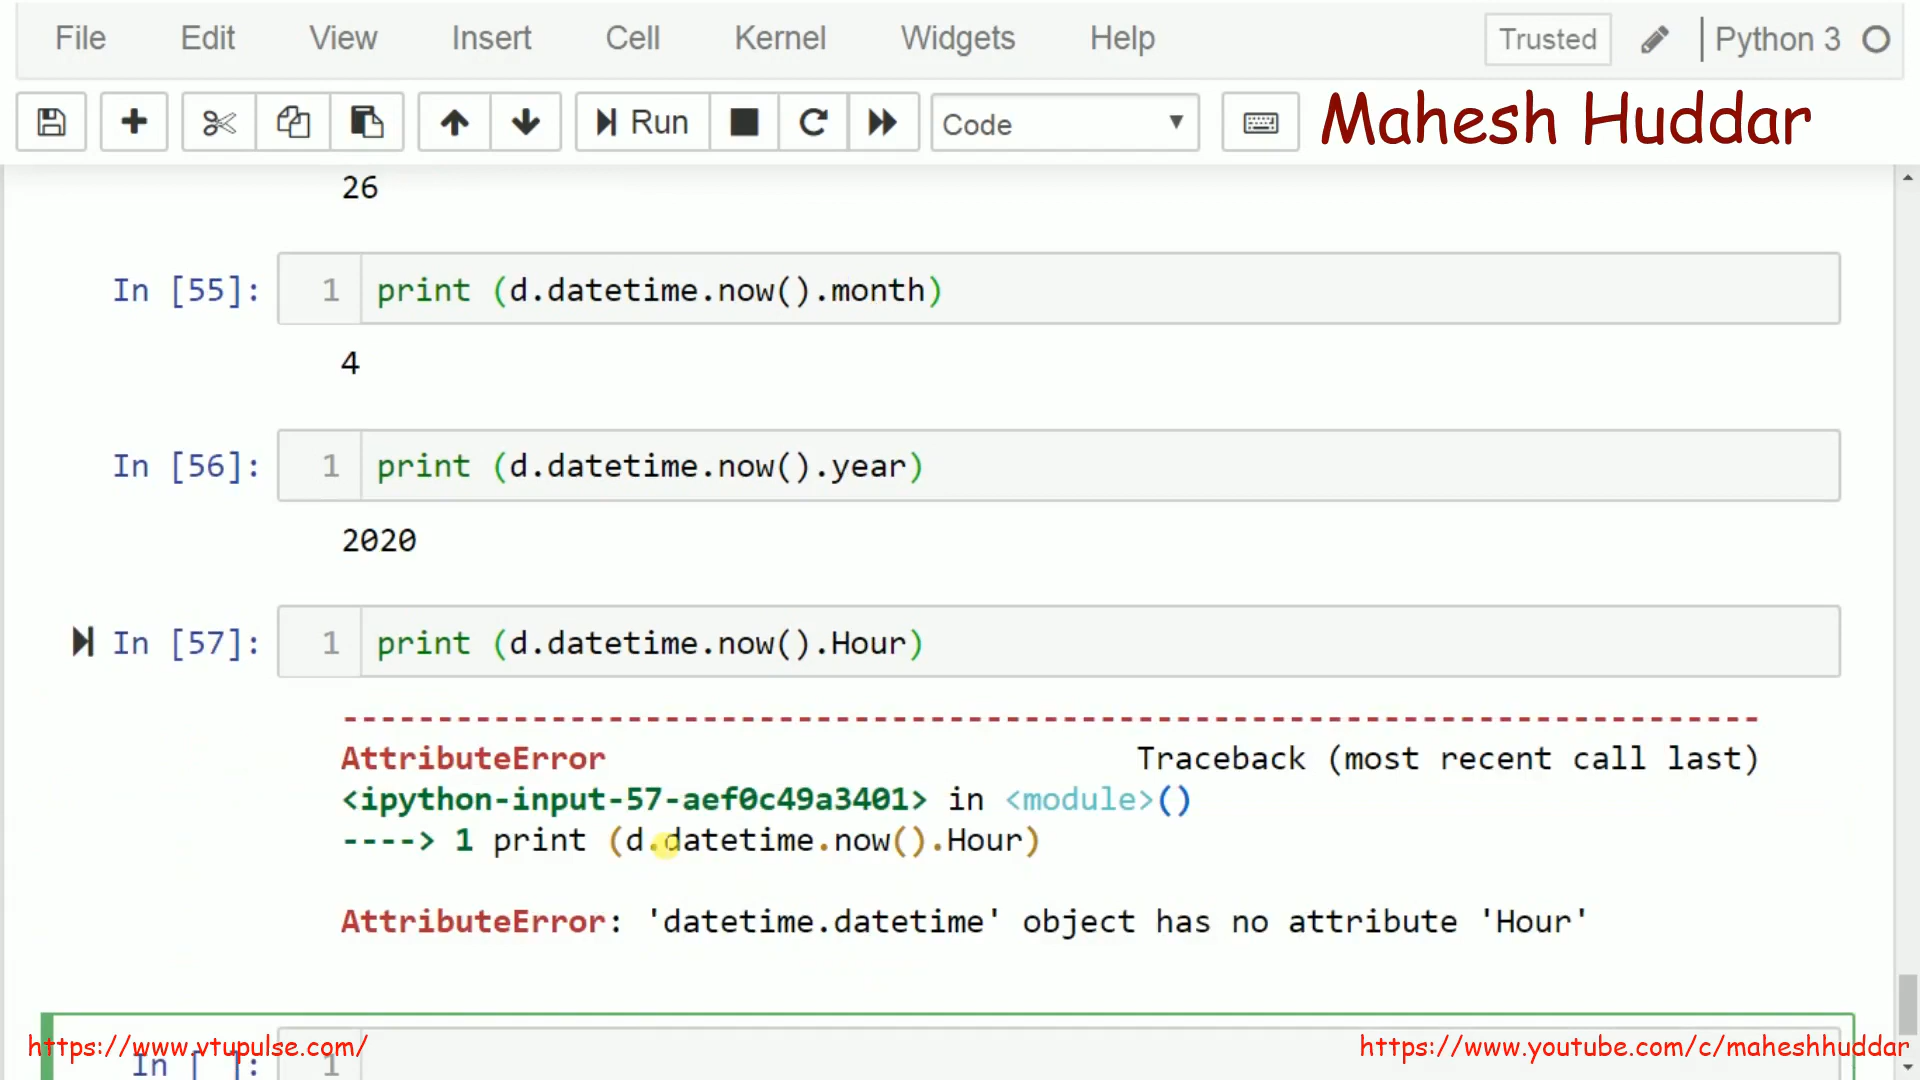 File Edit View Insert Cell Kernel Widgets Help Trusted Python 3
Run Code Mahesh Huddar
26
In [55]: 1 print (d.datetime.now().month)
4
In [56]: 1 print (d.datetime.now().year)
2020
In [57]: 1 print (d.datetime.now().Hour)
---------------------------------------------------------------------------
AttributeError Traceback (most recent call last)
<ipython-input-57-aef0c49a3401> in <module>()
----> 1 print (d.datetime.now().Hour)
AttributeError: 'datetime.datetime' object has no attribute 'Hour'
https://www.vtupulse.com/ https://www.youtube.com/c/maheshhuddar
In [ ]: 1